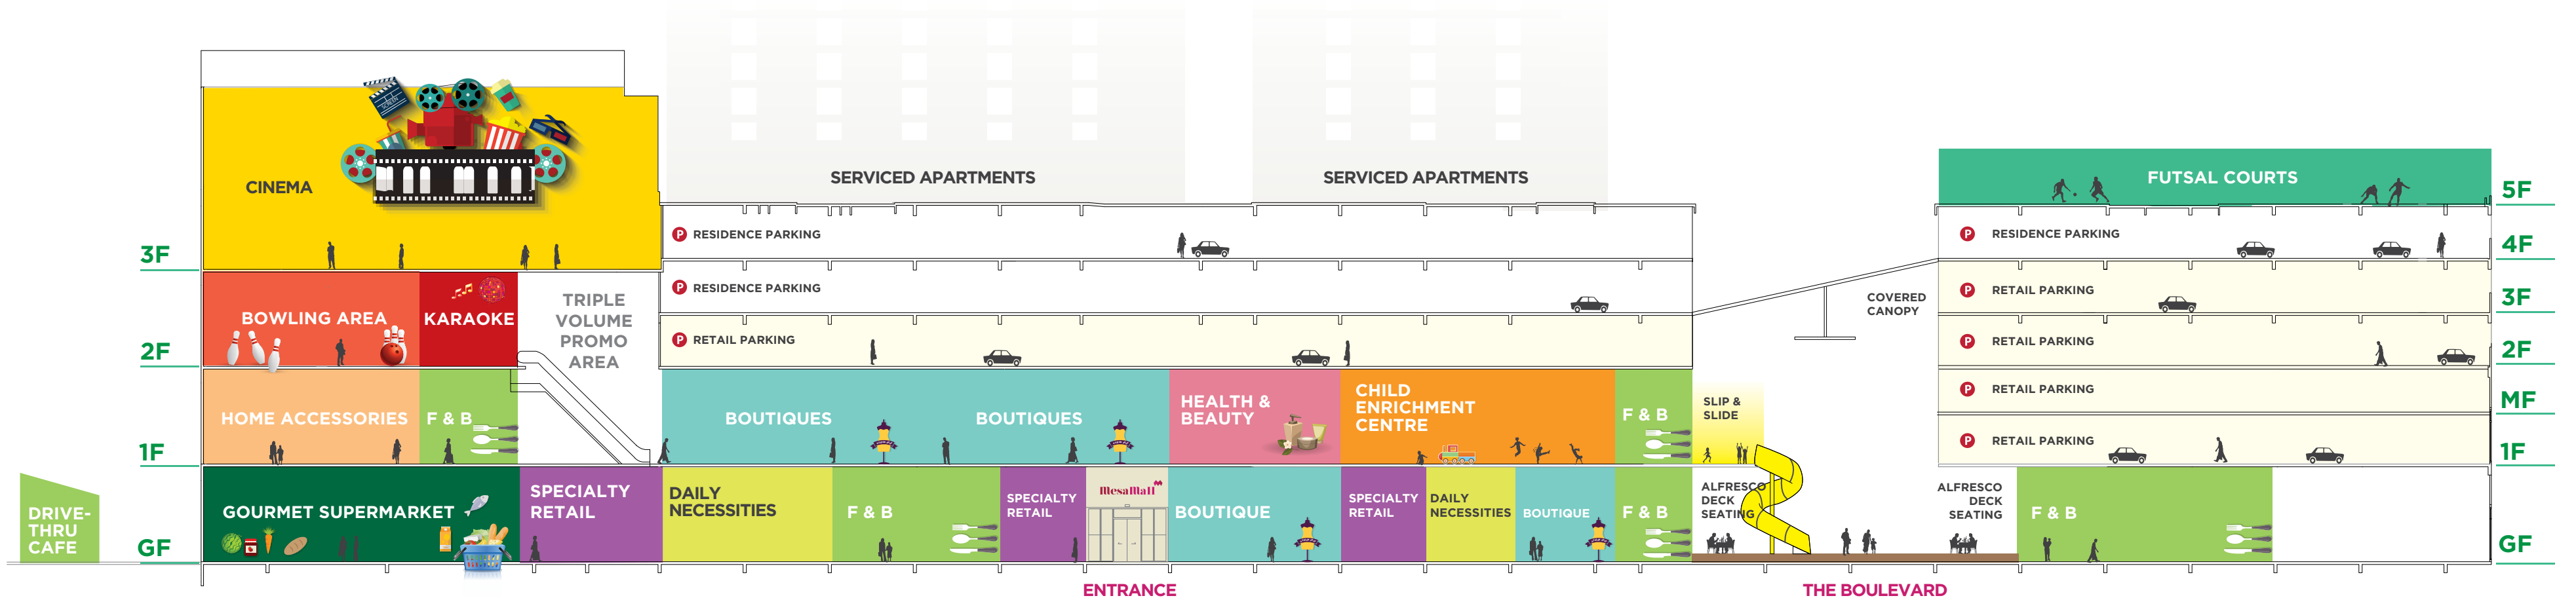 SERVICED APARTMENTS
SERVICED APARTMENTS
CINEMA
SCREEN
FUTSAL COURTS
5F
P RESIDENCE PARKING
P RESIDENCE PARKING
4F
3F
P RESIDENCE PARKING
P RETAIL PARKING
3F
BOWLING AREA
KARAOKE
TRIPLE
VOLUME
PROMO
AREA
COVERED
CANOPY
2F
P RETAIL PARKING
P RETAIL PARKING
2F
P RETAIL PARKING
MF
HOME ACCESSORIES
F & B
BOUTIQUES
BOUTIQUES
HEALTH &
BEAUTY
CHILD
ENRICHMENT
CENTRE
F & B
SLIP &
SLIDE
P RETAIL PARKING
1F
1F
DRIVE-
THRU
CAFE
GF
GOURMET SUPERMARKET
SPECIALTY
RETAIL
DAILY
NECESSITIES
F & B
SPECIALTY
RETAIL
MesaMall
BOUTIQUE
SPECIALTY
RETAIL
DAILY
NECESSITIES
BOUTIQUE
F & B
ALFRESCO
DECK
SEATING
ALFRESCO
DECK
SEATING
F & B
GF
ENTRANCE
THE BOULEVARD